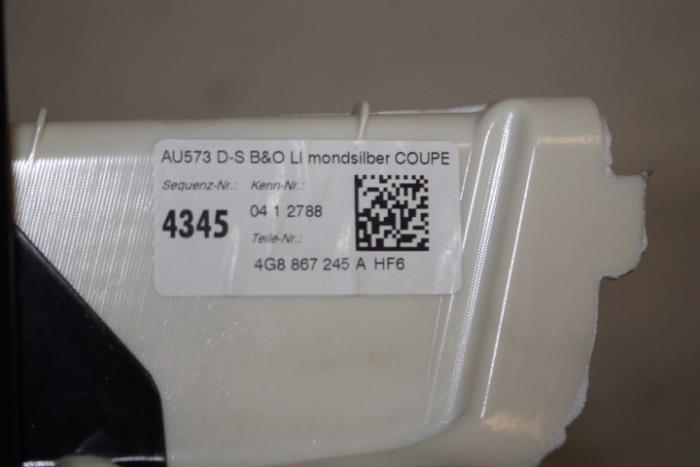 AU573 D-S B&O LI mondsilber COUPE
Sequenz-Nr.: Kenn-Nr.:
4345 04 1 2788
Teile-Nr.:
4G8 867 245 A HF6